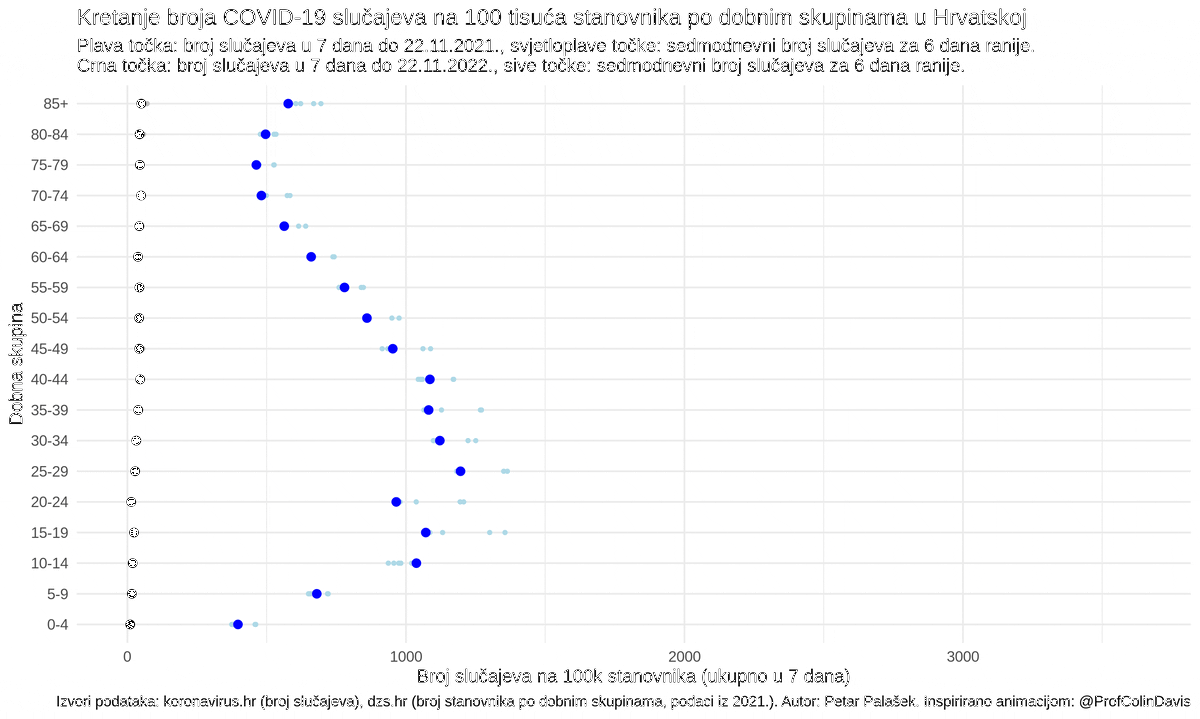 Kretanje broja COVID-19 slučajeva na 100 tisuća stanovnika po dobnim skupinama u Hrvatskoj
Plava točka: broj slučajeva u 7 dana do 22.11.2021., svjetloplave točke: sedmodnevni broj slučajeva za 6 dana ranije.
Crna točka: broj slučajeva u 7 dana do 22.11.2022., sive točke: sedmodnevni broj slučajeva za 6 dana ranije.
Dobna skupina
85+
80-84
75-79
70-74
65-69
60-64
55-59
50-54
45-49
40-44
35-39
30-34
25-29
20-24
15-19
10-14
5-9
0-4
0 1000 2000 3000
Broj slučajeva na 100k stanovnika (ukupno u 7 dana)
Izvori podataka: koronavirus.hr (broj slučajeva), dzs.hr (broj stanovnika po dobnim skupinama, podaci iz 2021.). Autor: Petar Palašek. Inspirirano animacijom: @ProfColinDavis